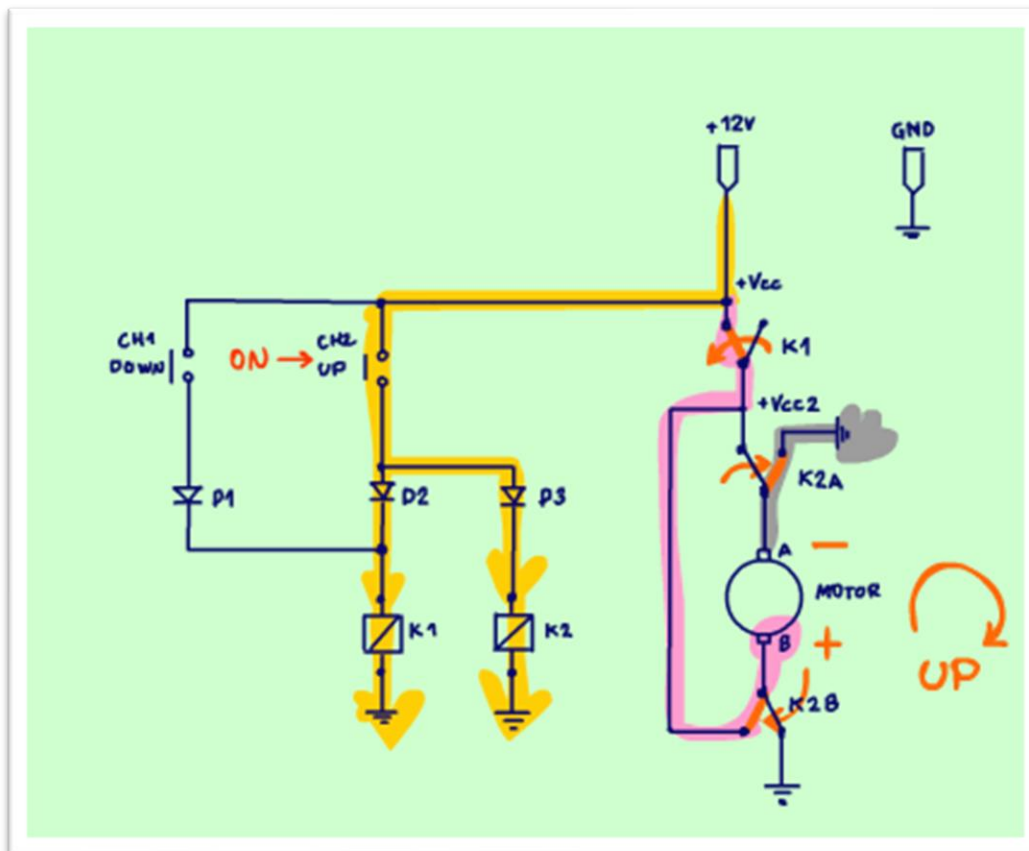 +12V
GND
+Vcc
CH1
DOWN
ON →
CH2
UP
K1
+Vcc2
K2A
D1
D2
D3
A
−
MOTOR
K1
K2
B
+
UP
K2B